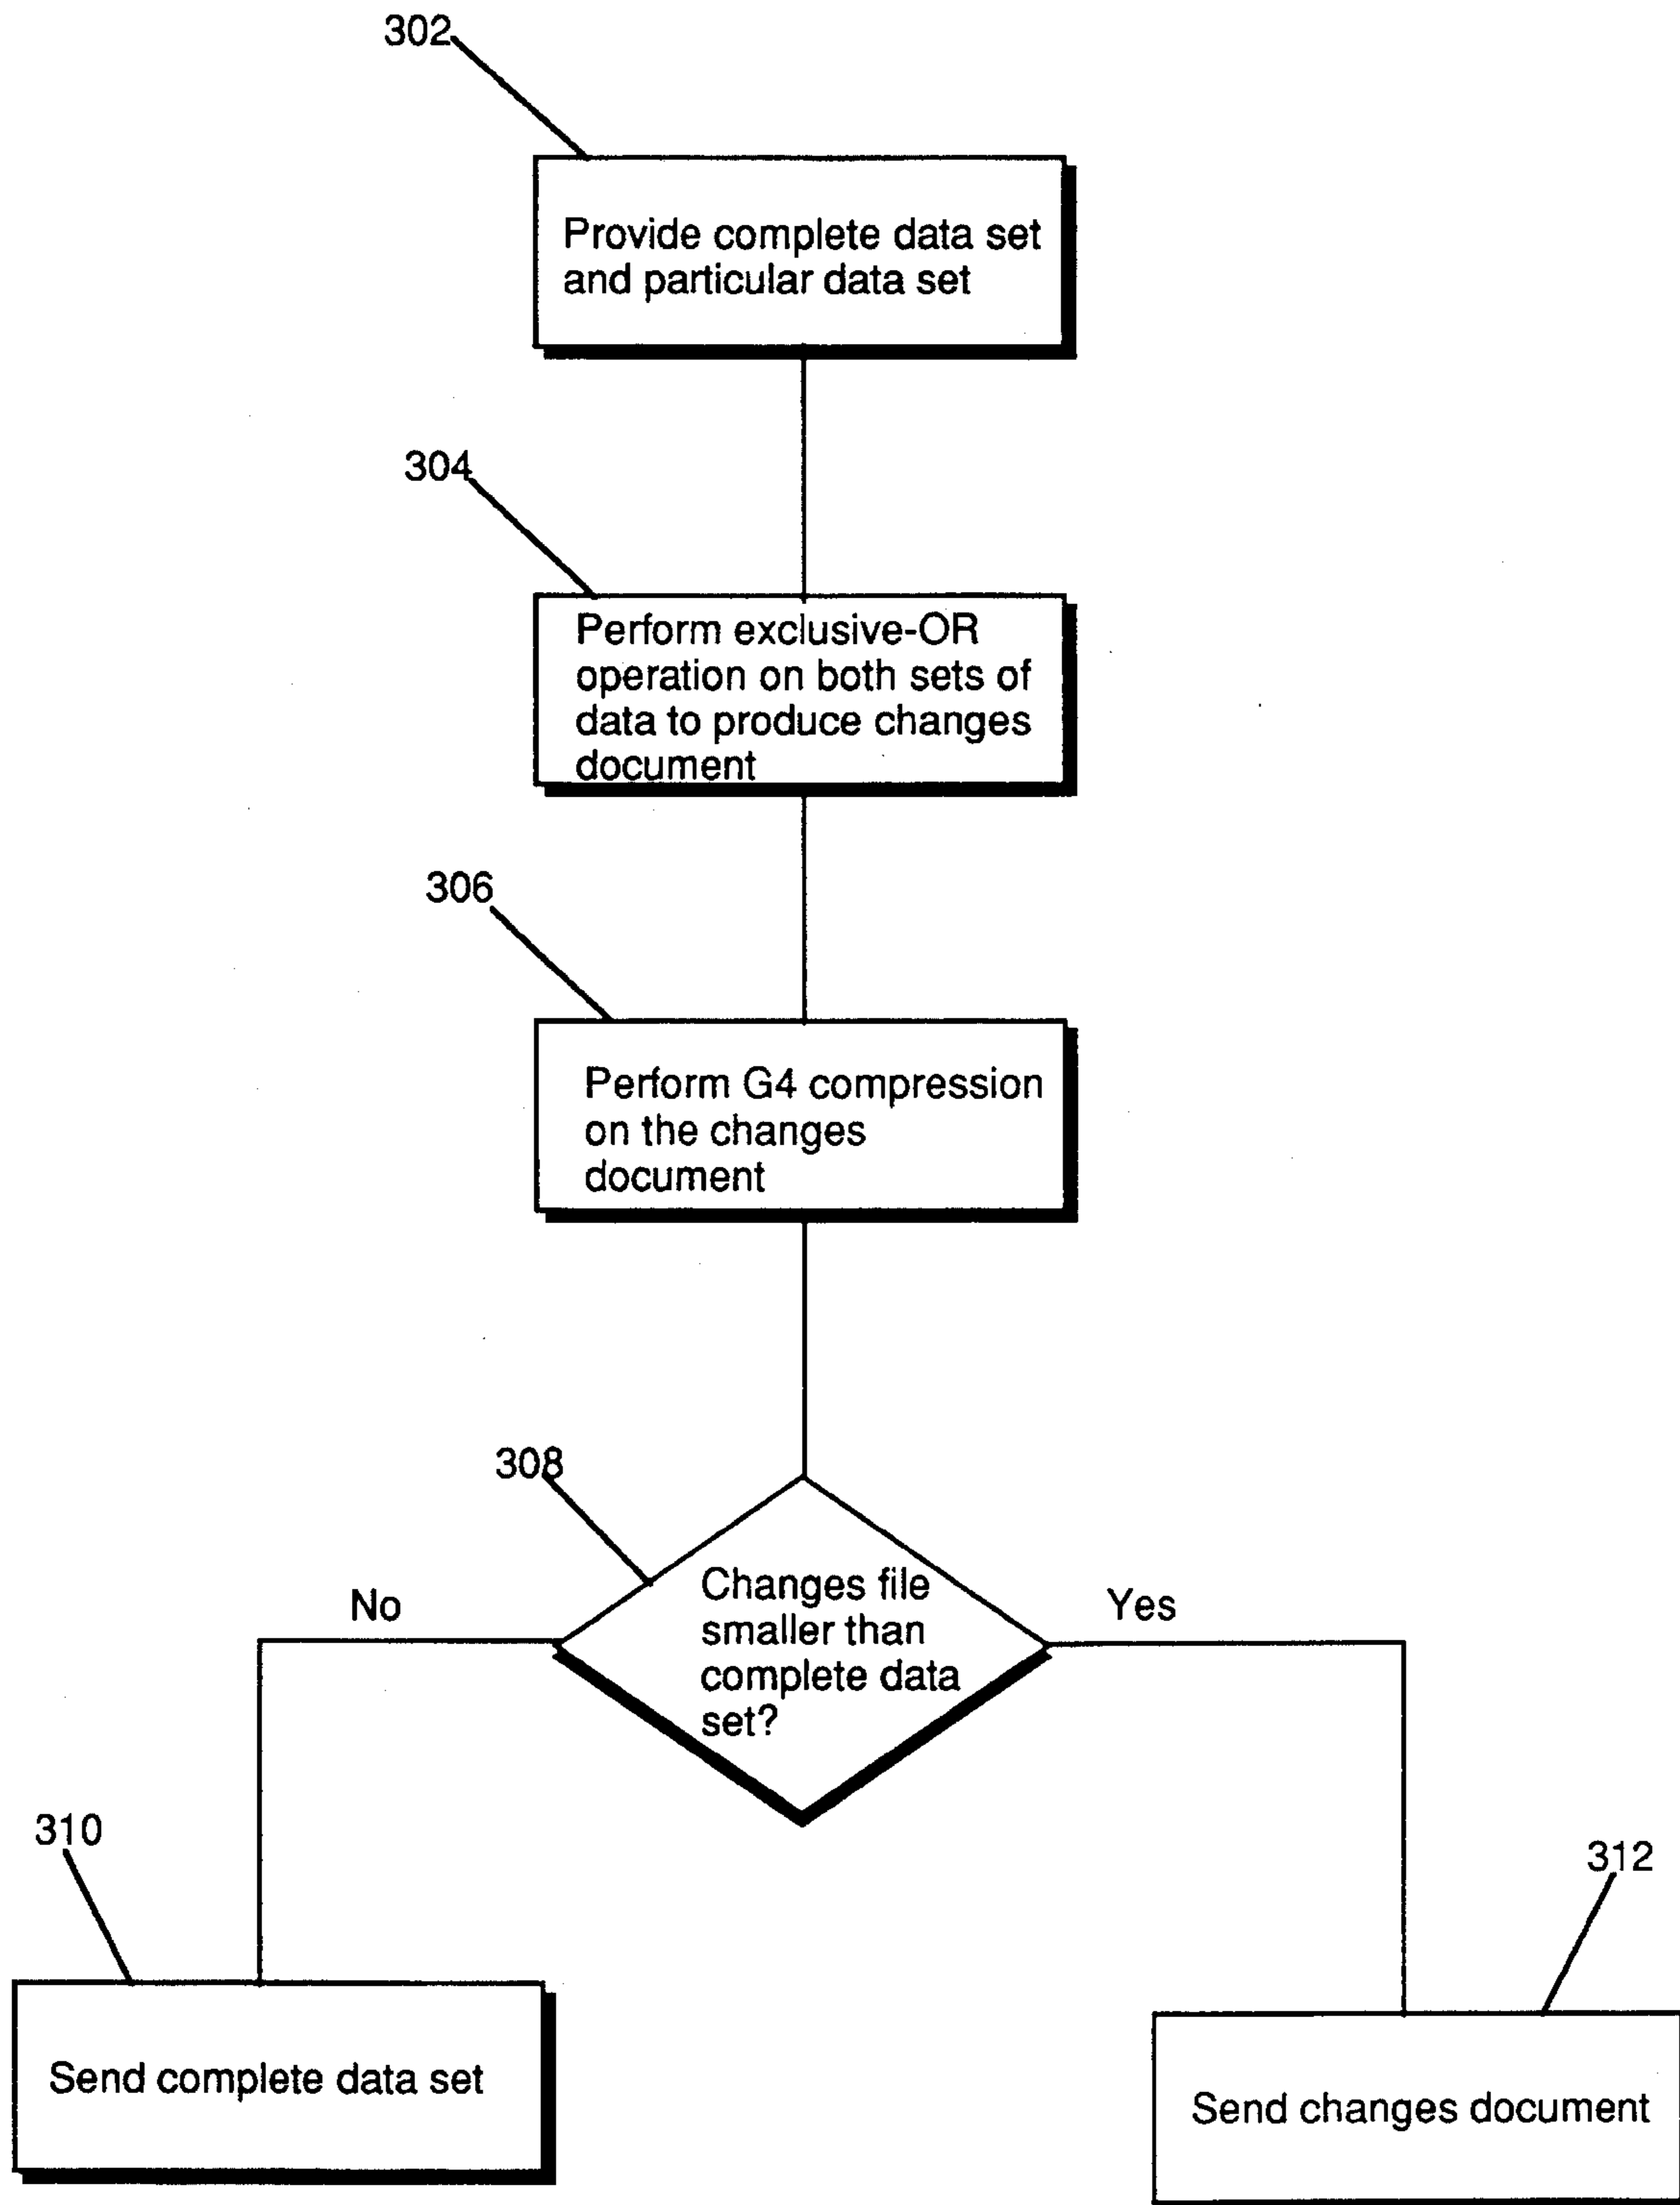 302
Provide complete data set
and particular data set
304
Perform exclusive-OR
operation on both sets of
data to produce changes
document
306
Perform G4 compression
on the changes
document
308
Changes file
smaller than
complete data
set?
No
Yes
310
Send complete data set
312
Send changes document